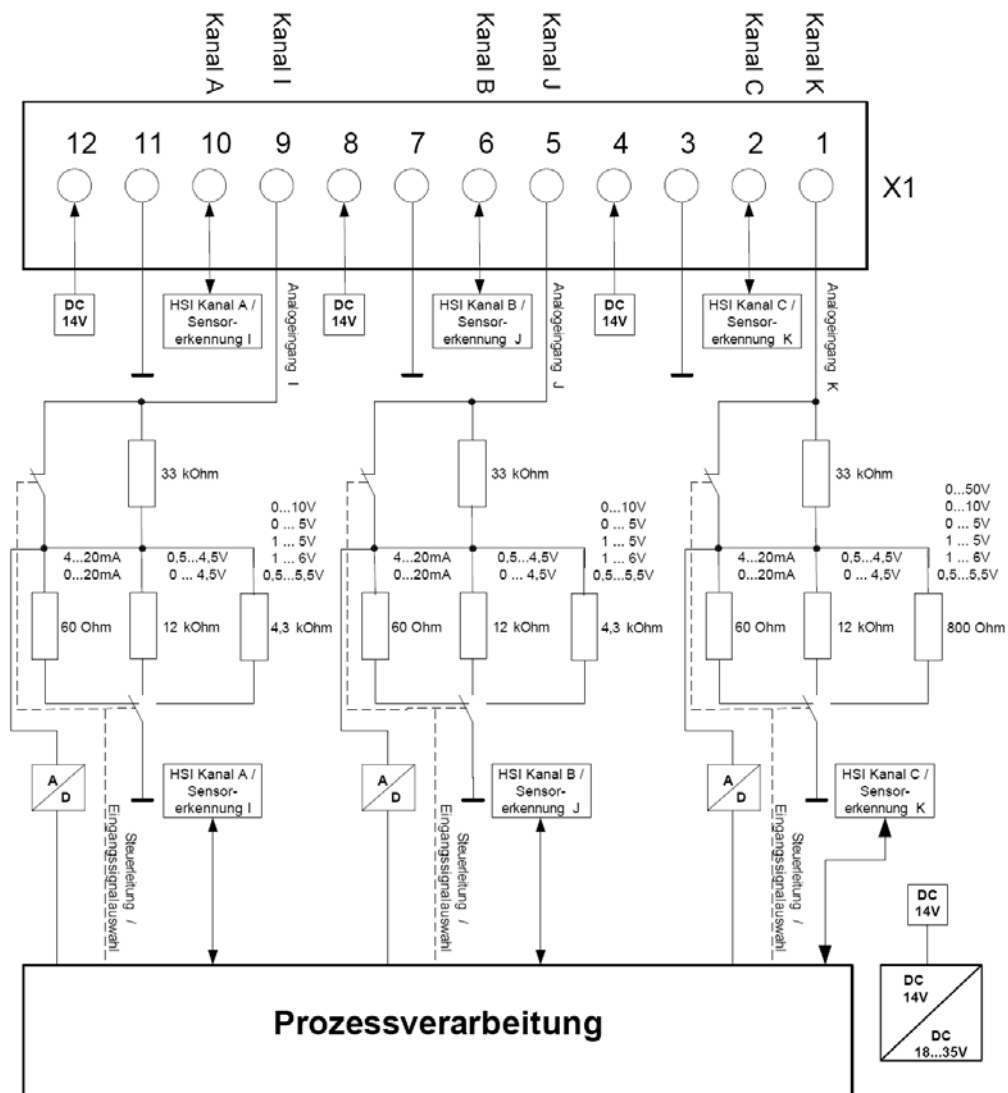 Kanal A
Kanal I
Kanal B
Kanal J
Kanal C
Kanal K
12 11 10 9 8 7 6 5 4 3 2 1
X1
DC
14V
HSI Kanal A /
Sensor-
erkennung I
Analogeingang I
DC
14V
HSI Kanal B /
Sensor-
erkennung J
Analogeingang J
DC
14V
HSI Kanal C /
Sensor-
erkennung K
Analogeingang K
33 kOhm
0...10V
0 ... 5V
1 ... 5V
1 ... 6V
0,5...5,5V
4...20mA
0...20mA
0,5...4,5V
0 ... 4,5V
60 Ohm
12 kOhm
4,3 kOhm
33 kOhm
0...10V
0 ... 5V
1 ... 5V
1 ... 6V
0,5...5,5V
4...20mA
0...20mA
0,5...4,5V
0 ... 4,5V
60 Ohm
12 kOhm
4,3 kOhm
33 kOhm
0...50V
0...10V
0 ... 5V
1 ... 5V
1 ... 6V
0,5...5,5V
4...20mA
0...20mA
0,5...4,5V
0 ... 4,5V
60 Ohm
12 kOhm
800 Ohm
A
D
HSI Kanal A /
Sensor-
erkennung I
Steuerleitung /
Eingangssignalauswahl
A
D
HSI Kanal B /
Sensor-
erkennung J
Steuerleitung /
Eingangssignalauswahl
A
D
HSI Kanal C /
Sensor-
erkennung K
Steuerleitung /
Eingangssignalauswahl
DC
14V
DC
14V
DC
18...35V
Prozessverarbeitung